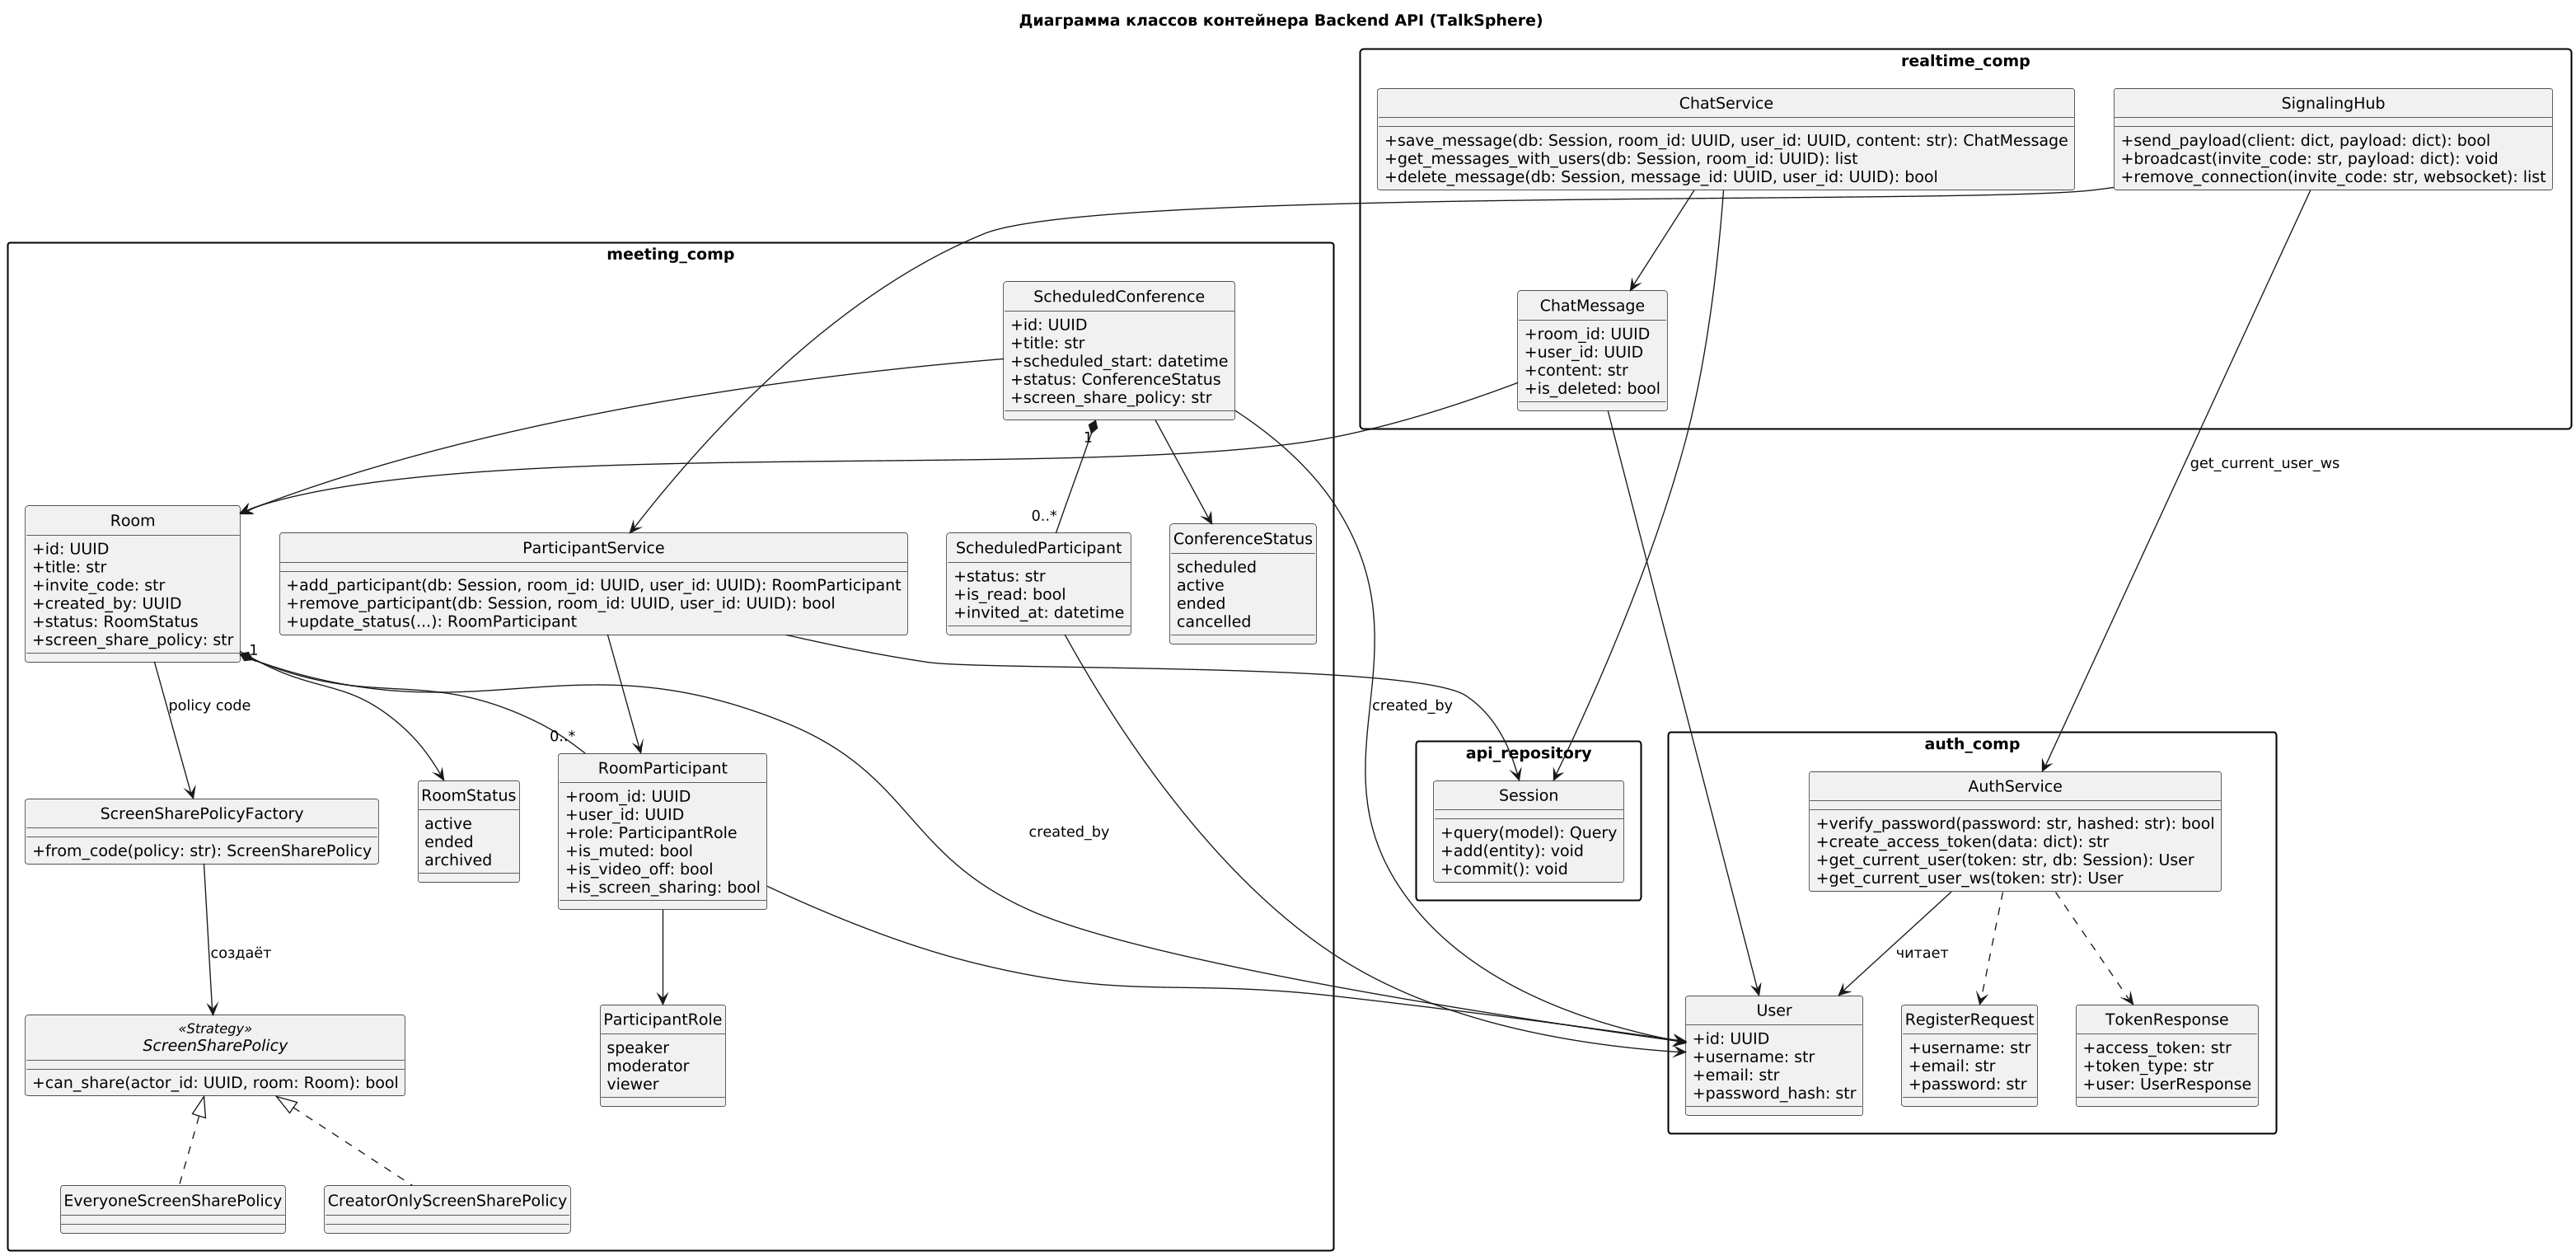 Диаграмма классов контейнера Backend API (TalkSphere)
realtime_comp
ChatService
+save_message(db: Session, room_id: UUID, user_id: UUID, content: str): ChatMessage
+get_messages_with_users(db: Session, room_id: UUID): list
+delete_message(db: Session, message_id: UUID, user_id: UUID): bool
SignalingHub
+send_payload(client: dict, payload: dict): bool
+broadcast(invite_code: str, payload: dict): void
+remove_connection(invite_code: str, websocket): list
ChatMessage
+room_id: UUID
+user_id: UUID
+content: str
+is_deleted: bool
get_current_user_ws
meeting_comp
ScheduledConference
+id: UUID
+title: str
+scheduled_start: datetime
+status: ConferenceStatus
+screen_share_policy: str
1
0..*
Room
+id: UUID
+title: str
+invite_code: str
+created_by: UUID
+status: RoomStatus
+screen_share_policy: str
ParticipantService
+add_participant(db: Session, room_id: UUID, user_id: UUID): RoomParticipant
+remove_participant(db: Session, room_id: UUID, user_id: UUID): bool
+update_status(...): RoomParticipant
ScheduledParticipant
+status: str
+is_read: bool
+invited_at: datetime
ConferenceStatus
scheduled
active
ended
cancelled
1
policy code
0..*
created_by
created_by
ScreenSharePolicyFactory
+from_code(policy: str): ScreenSharePolicy
RoomStatus
active
ended
archived
RoomParticipant
+room_id: UUID
+user_id: UUID
+role: ParticipantRole
+is_muted: bool
+is_video_off: bool
+is_screen_sharing: bool
создаёт
«Strategy»
ScreenSharePolicy
+can_share(actor_id: UUID, room: Room): bool
ParticipantRole
speaker
moderator
viewer
EveryoneScreenSharePolicy
CreatorOnlyScreenSharePolicy
api_repository
Session
+query(model): Query
+add(entity): void
+commit(): void
auth_comp
AuthService
+verify_password(password: str, hashed: str): bool
+create_access_token(data: dict): str
+get_current_user(token: str, db: Session): User
+get_current_user_ws(token: str): User
читает
User
+id: UUID
+username: str
+email: str
+password_hash: str
RegisterRequest
+username: str
+email: str
+password: str
TokenResponse
+access_token: str
+token_type: str
+user: UserResponse